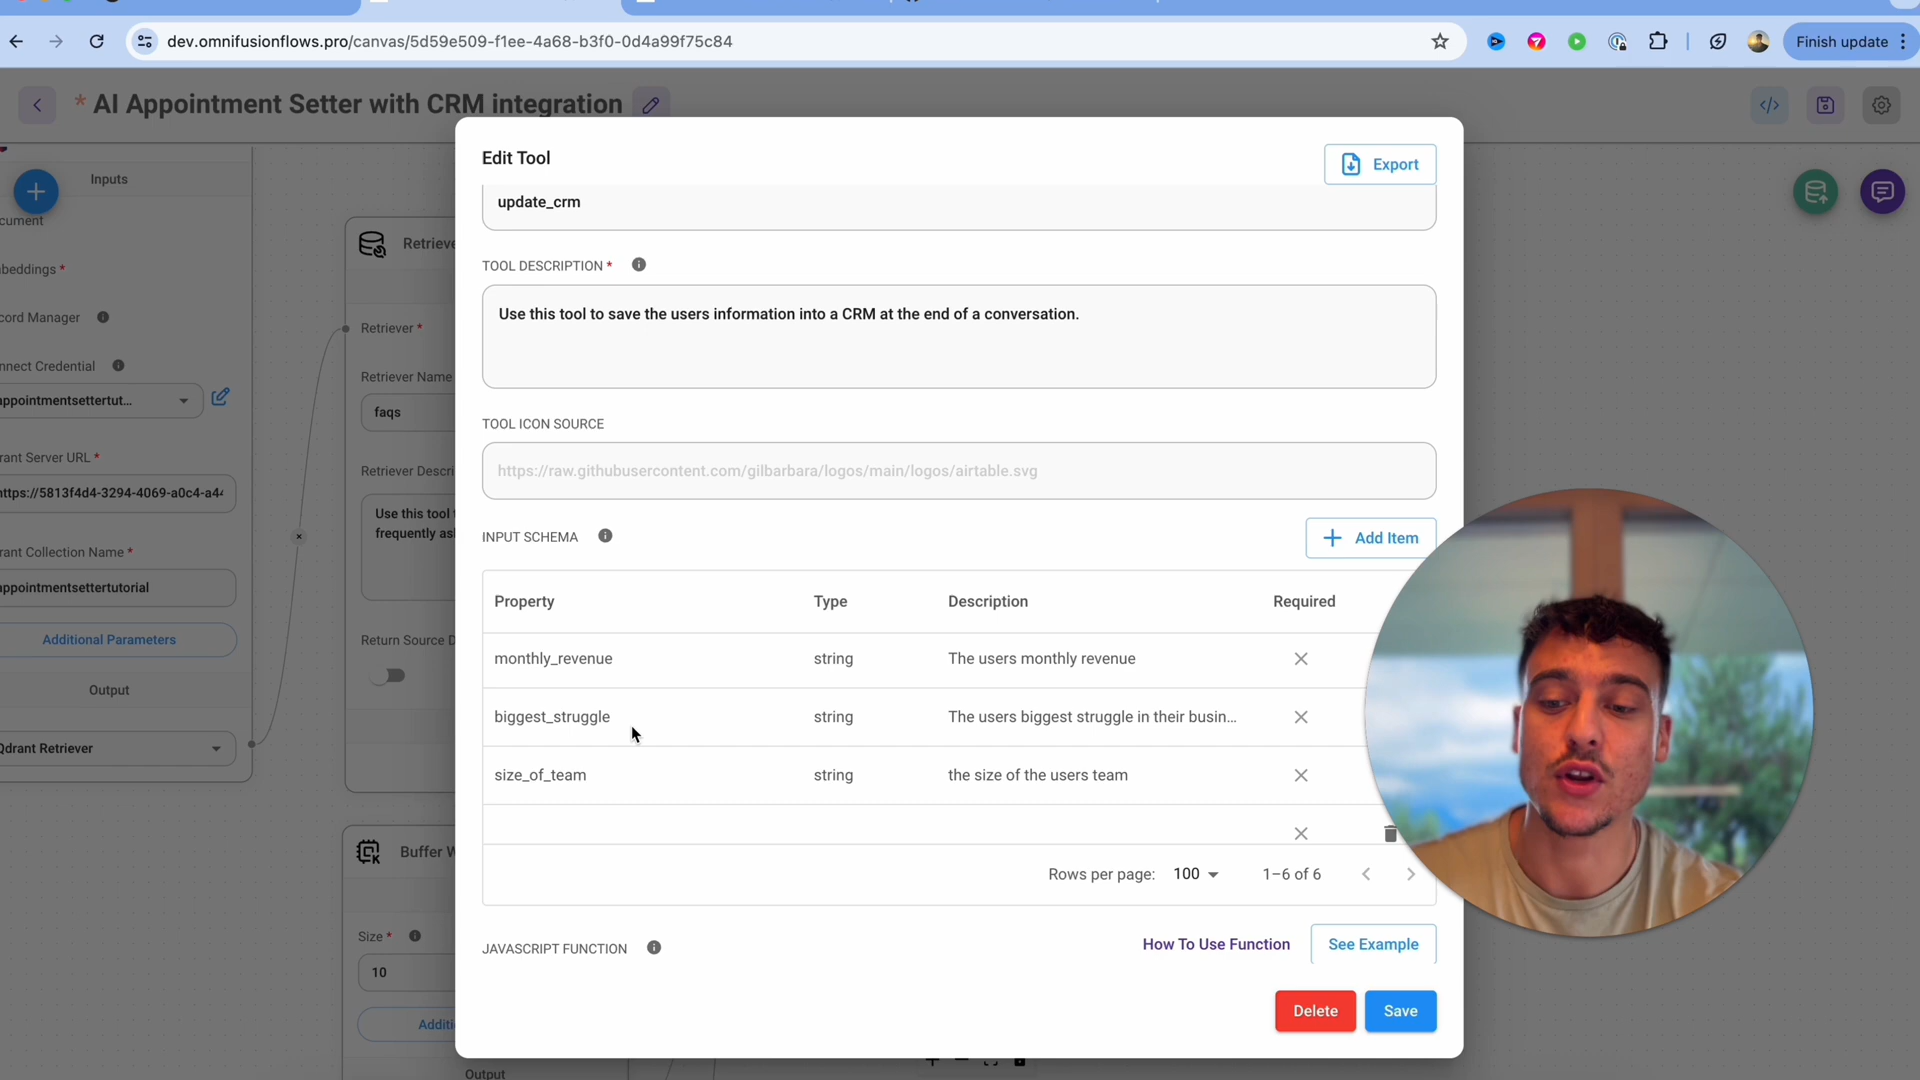 dev.omnifusionflows.pro/canvas/5d59e509-f1ee-4a68-b3f0-0d4a99f75c84
Finish update
* AI Appointment Setter with CRM integration
Inputs
cument
beddings *
cord Manager
nnect Credential
appointmentsettertut...
rant Server URL *
https://5813f4d4-3294-4069-a0c4-a4
rant Collection Name *
appointmentsettertutorial
Additional Parameters
Output
Qdrant Retriever
Retrieve
Retriever *
Retriever Name
faqs
Retriever Descri
Use this tool t
frequently as
Return Source D
Buffer W
Size *
10
Additi
Output
Edit Tool
Export
update_crm
TOOL DESCRIPTION *
Use this tool to save the users information into a CRM at the end of a conversation.
TOOL ICON SOURCE
https://raw.githubusercontent.com/gilbarbara/logos/main/logos/airtable.svg
INPUT SCHEMA
Add Item
Property Type Description Required
monthly_revenue string The users monthly revenue
biggest_struggle string The users biggest struggle in their busin...
size_of_team string the size of the users team
Rows per page: 100 1–6 of 6
JAVASCRIPT FUNCTION
How To Use Function
See Example
Delete
Save